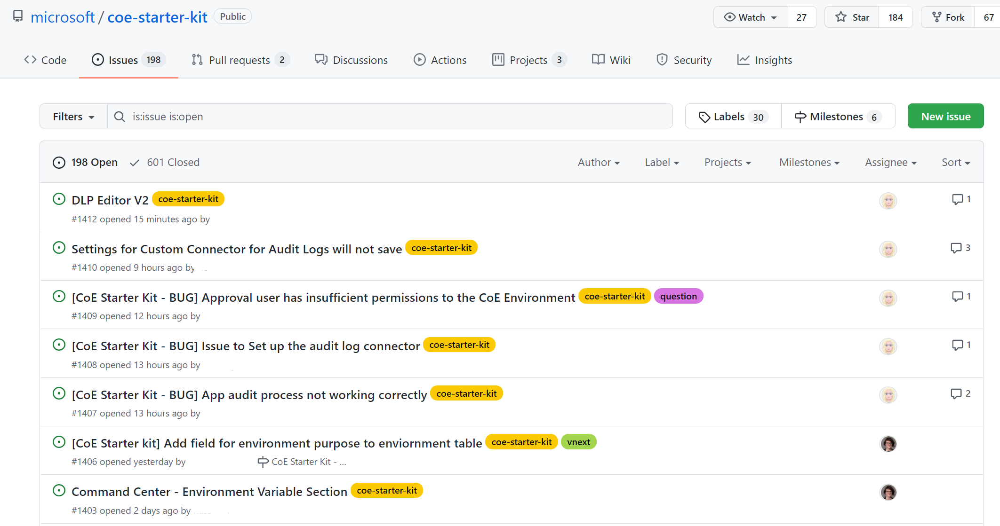 microsoft / coe-starter-kit Public Watch 27 Star 184 Fork 67
Code Issues 198 Pull requests 2 Discussions Actions Projects 3 Wiki Security Insights
Filters is:issue is:open Labels 30 Milestones 6 New issue
198 Open 601 Closed Author Label Projects Milestones Assignee Sort
DLP Editor V2 coe-starter-kit 1
#1412 opened 15 minutes ago by
Settings for Custom Connector for Audit Logs will not save coe-starter-kit 3
#1410 opened 9 hours ago by
[CoE Starter Kit - BUG] Approval user has insufficient permissions to the CoE Environment coe-starter-kit question 1
#1409 opened 12 hours ago by
[CoE Starter Kit - BUG] Issue to Set up the audit log connector coe-starter-kit 1
#1408 opened 13 hours ago by
[CoE Starter Kit - BUG] App audit process not working correctly coe-starter-kit 2
#1407 opened 13 hours ago by
[CoE Starter kit] Add field for environment purpose to enviornment table coe-starter-kit vnext
#1406 opened yesterday by CoE Starter Kit - ...
Command Center - Environment Variable Section coe-starter-kit
#1403 opened 2 days ago by